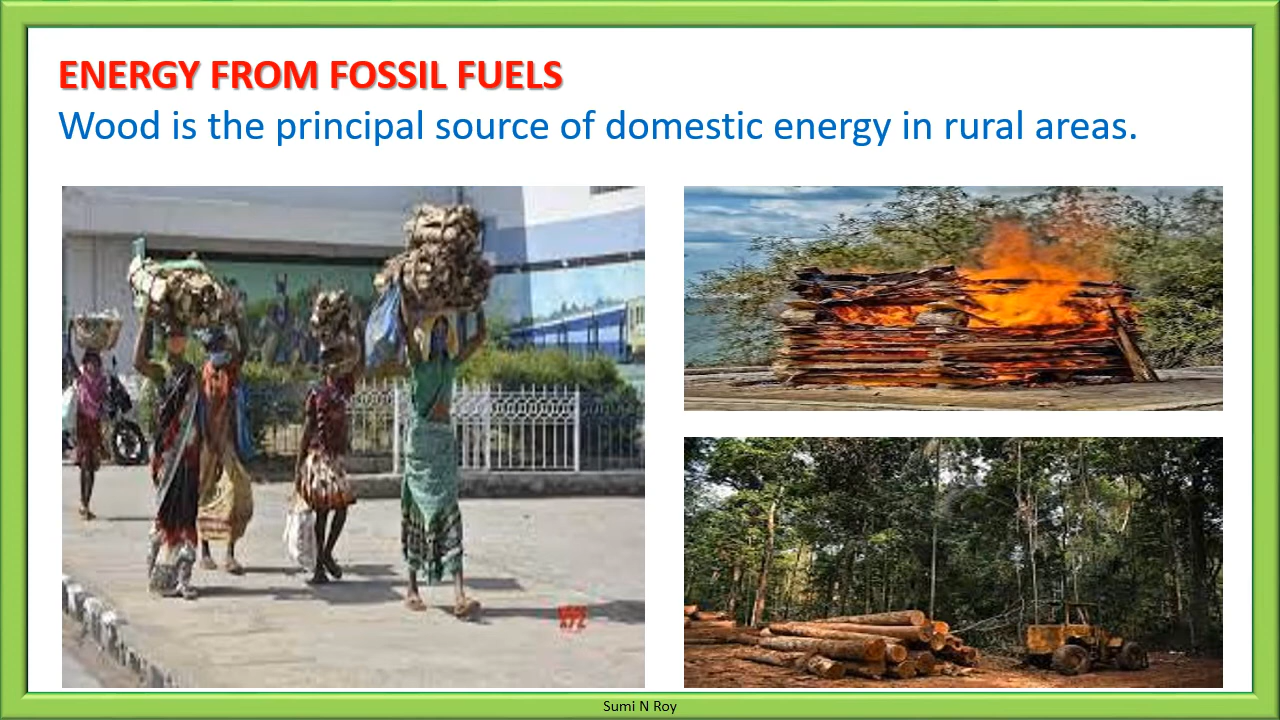 ENERGY FROM FOSSIL FUELS
Wood is the principal source of domestic energy in rural areas.
Sumi N Roy